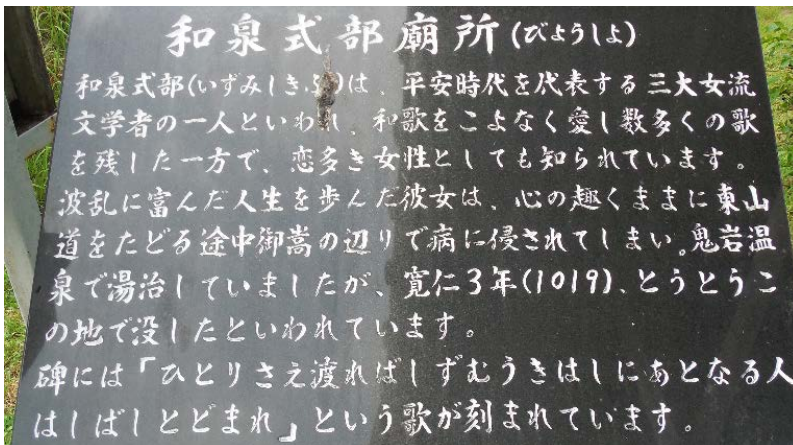 和泉式部廟所(びょうしょ)
和泉式部(いずみしきぶ)は、平安時代を代表する三大女流
文学者の一人といわれ、和歌をこよなく愛し数多くの歌
を残した一方で、恋多き女性としても知られています。
波乱に富んだ人生を歩んだ彼女は、心の趣くままに東山
道をたどる途中御嵩の辺りで病に侵されてしまい。鬼岩温
泉で湯治していましたが、寛仁3年(1019)、とうとうこ
の地で没したといわれています。
碑には「ひとりさえ渡ればしずむうきはしにあとなる人
はしばしとどまれ」という歌が刻まれています。